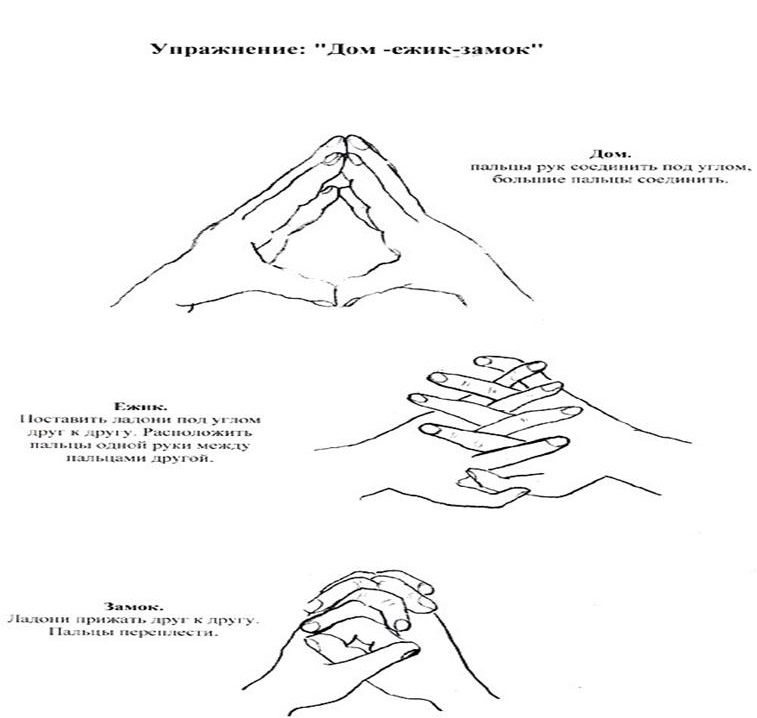 Упражнение: "Дом -ежик-замок"
Дом.
пальцы рук соединить под углом,
большие пальцы соединить.
Ежик.
Поставить ладони под углом
друг к другу. Расположить
пальцы одной руки между
пальцами другой.
Замок.
Ладони прижать друг к другу.
Пальцы переплести.